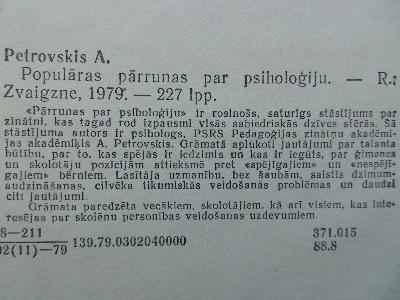 Petrovskis A.
Populāras pārrunas par psiholoģiju. — R.:
Zvaigzne, 1979. — 227 lpp.
«Pārrunas par psiholoģiju» ir rosinošs, saturīgs stāstījums par
zinātni, kas tagad rod izpausmi visās sabiedriskās dzīves sfērās. Šā
stāstījuma autors ir psihologs, PSRS Pedagoģijas zinātņu akadēmi-
jas akadēmiķis A. Petrovskis. Grāmatā aplūkoti jautājumi par talanta
būtību, par to, kas spējās ir iedzimts un kas ir iegūts, par ģimenes
un skolotāju pozīcijām attieksmē pret «spējīgajiem» un «nespējī-
gajiem» bērniem. Lasītāja uzmanību, bez šaubām, saistīs dzimum-
audzināšanas, cilvēka tikumiskās veidošanās problēmas un daudzi
citi jautājumi.
Grāmata paredzēta vecākiem, skolotājiem, kā arī visiem, kas inte-
resējas par skolēnu personības veidošanas uzdevumiem.
8—211
02(11)—79 139.79.0302040000 371.015
88.8